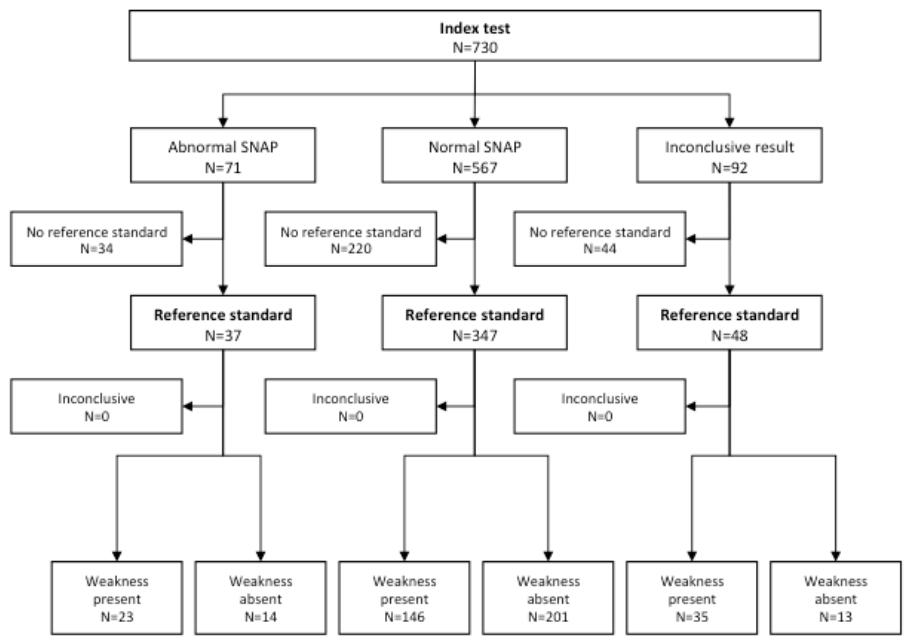 Index test
N=730
Abnormal SNAP
N=71
Normal SNAP
N=567
Inconclusive result
N=92
No reference standard
N=34
No reference standard
N=220
No reference standard
N=44
Reference standard
N=37
Reference standard
N=347
Reference standard
N=48
Inconclusive
N=0
Inconclusive
N=0
Inconclusive
N=0
Weakness
present
N=23
Weakness
absent
N=14
Weakness
present
N=146
Weakness
absent
N=201
Weakness
present
N=35
Weakness
absent
N=13